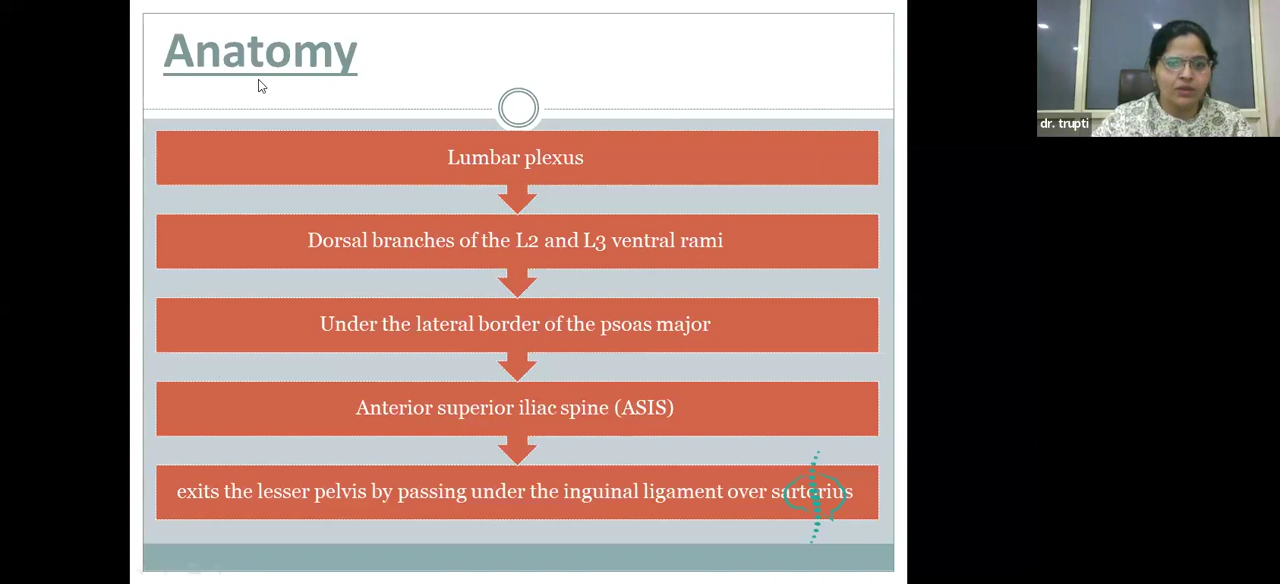 Anatomy
dr. trupti
Lumbar plexus
Dorsal branches of the L2 and L3 ventral rami
Under the lateral border of the psoas major
Anterior superior iliac spine (ASIS)
exits the lesser pelvis by passing under the inguinal ligament over sartorius